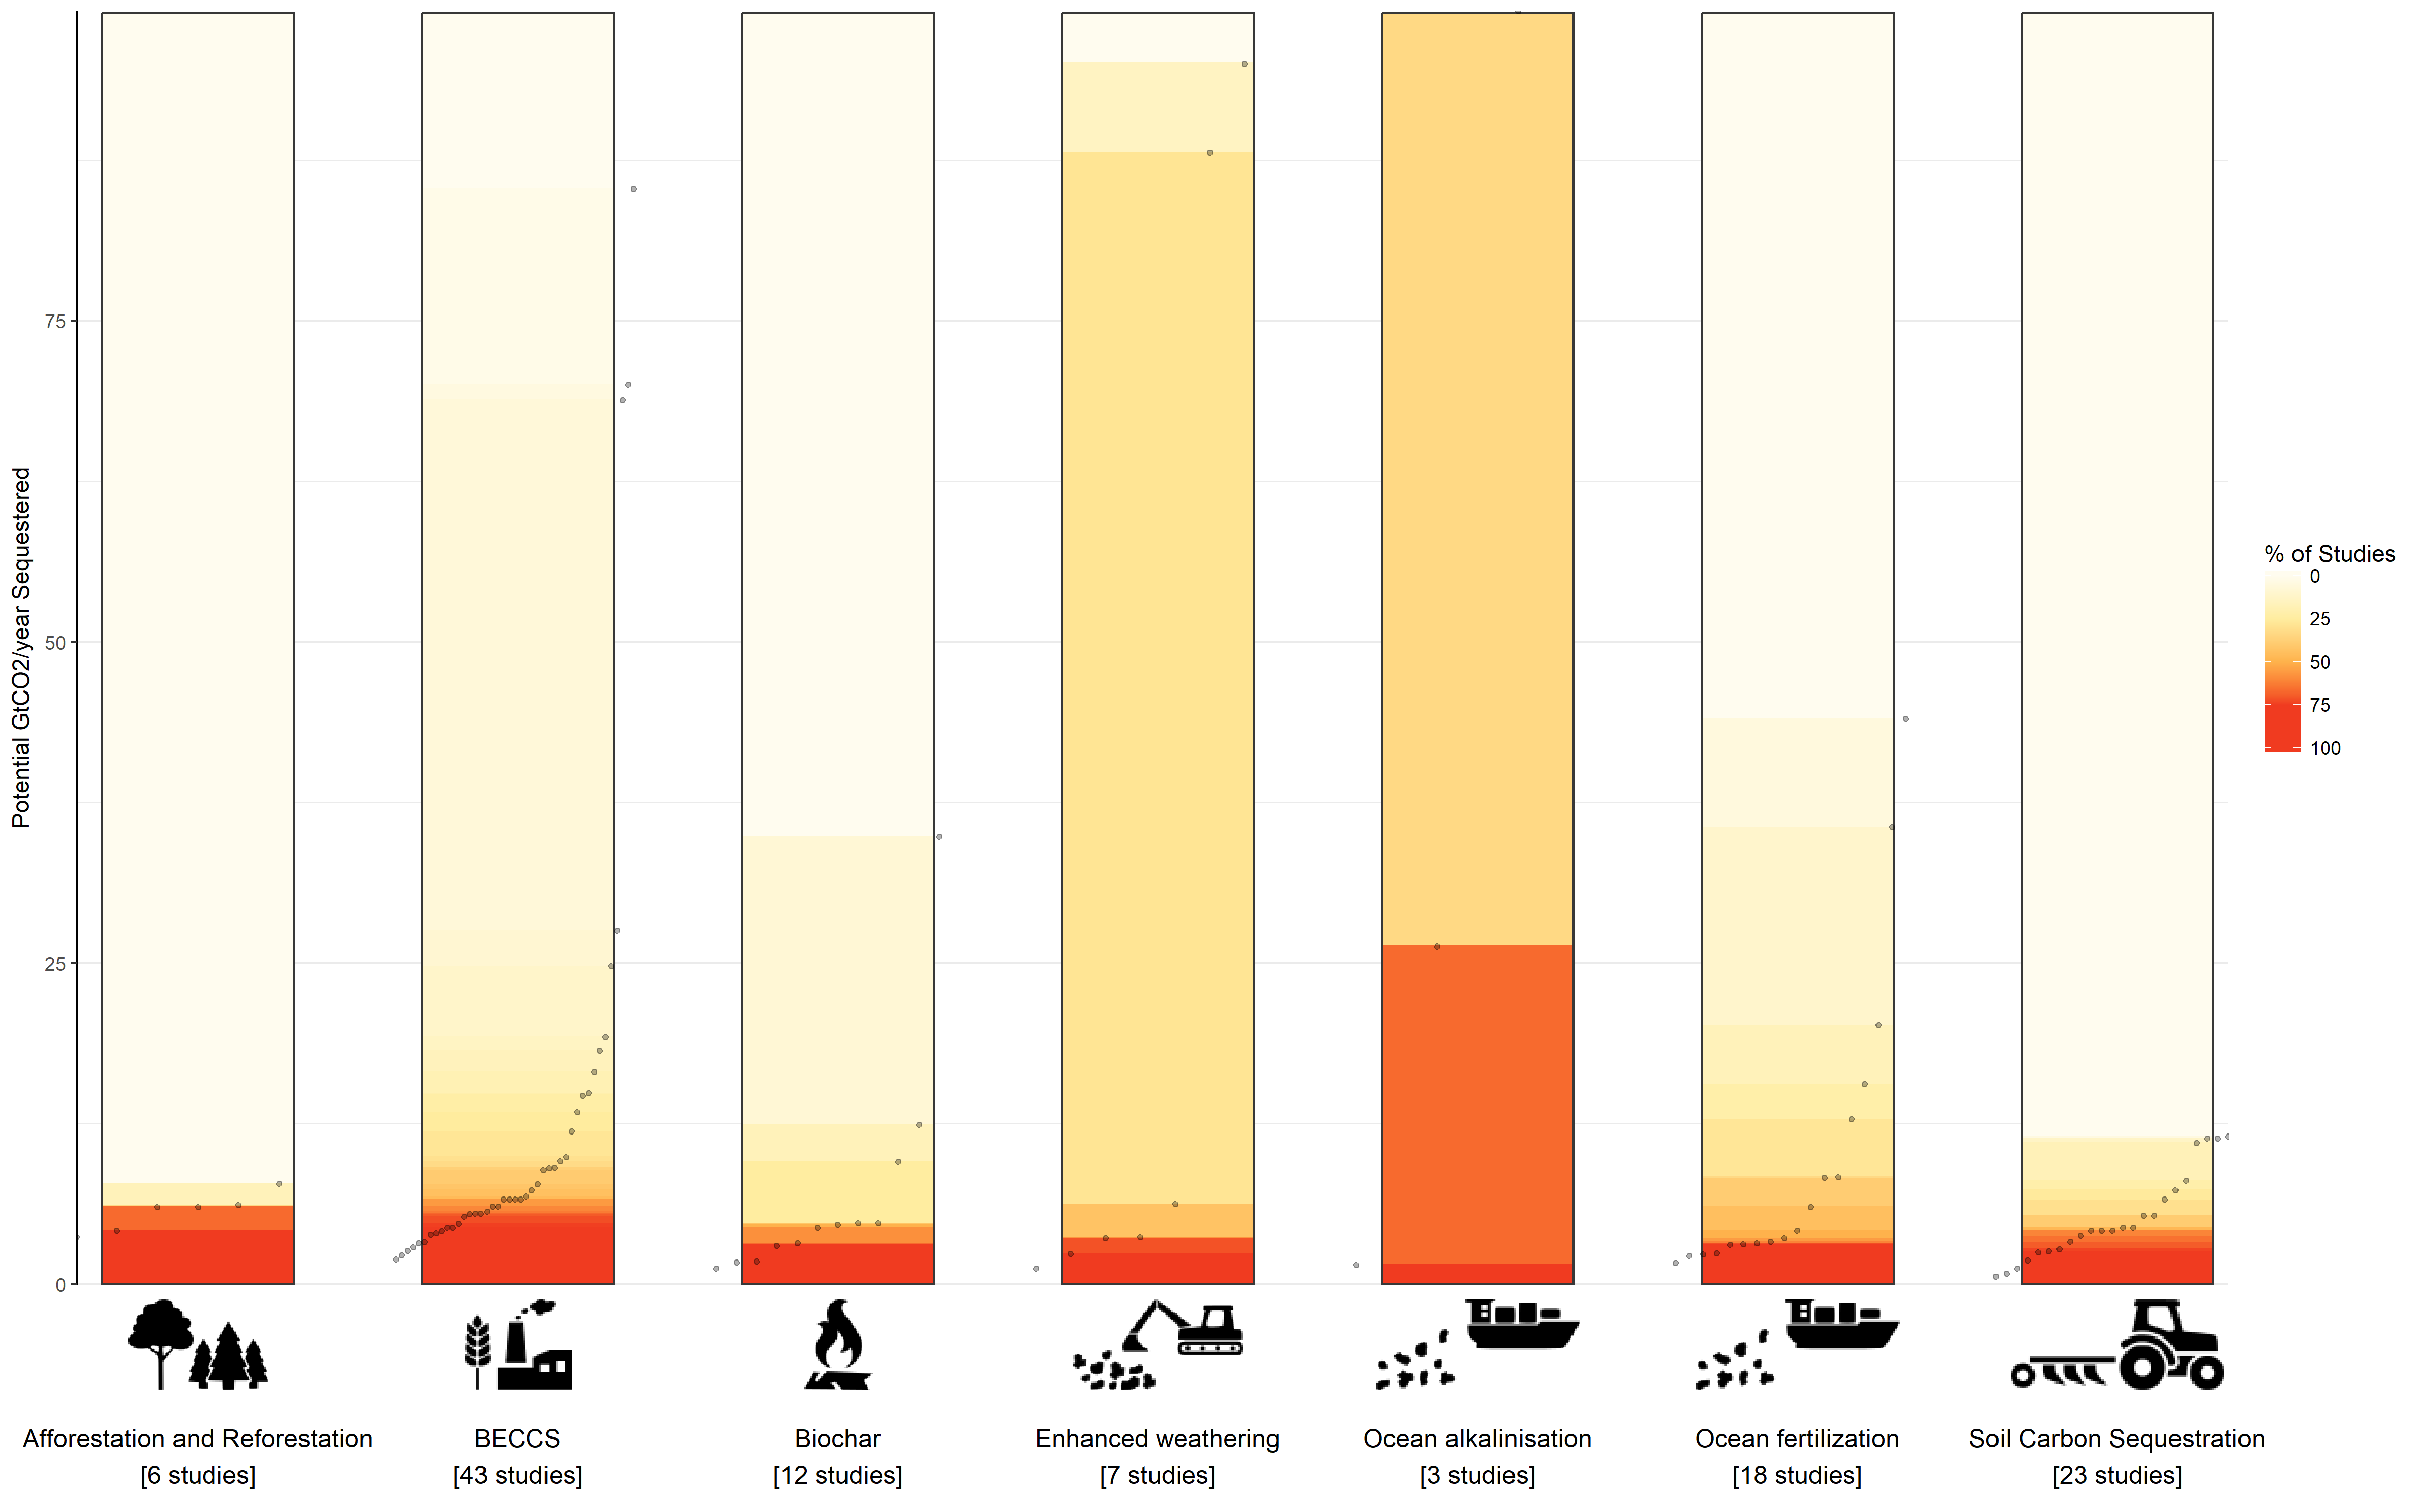 Potential GtCO2/year Sequestered
75
50
25
0
% of Studies
0
25
50
75
100
Afforestation and Reforestation
[6 studies]
BECCS
[43 studies]
Biochar
[12 studies]
Enhanced weathering
[7 studies]
Ocean alkalinisation
[3 studies]
Ocean fertilization
[18 studies]
Soil Carbon Sequestration
[23 studies]